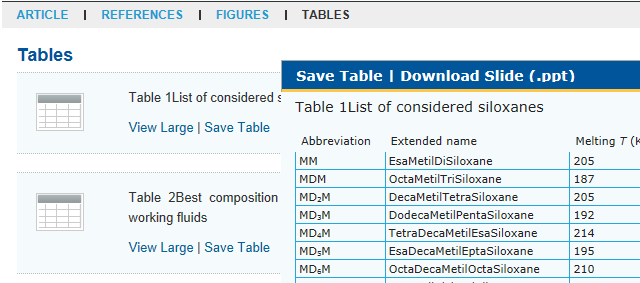 ARTICLE | REFERENCES | FIGURES | TABLES
Tables
Table 1List of considered s
View Large | Save Table
Table 2Best composition
working fluids
View Large | Save Table
Save Table | Download Slide (.ppt)
Table 1List of considered siloxanes
Abbreviation Extended name Melting T (K
MM EsaMetilDiSiloxane 205
MDM OctaMetilTriSiloxane 187
MD₂M DecaMetilTetraSiloxane 205
MD₃M DodecaMetilPentaSiloxane 192
MD₄M TetraDecaMetilEsaSiloxane 214
MD₅M EsaDecaMetilEptaSiloxane 195
MD₆M OctaDecaMetilOctaSiloxane 210